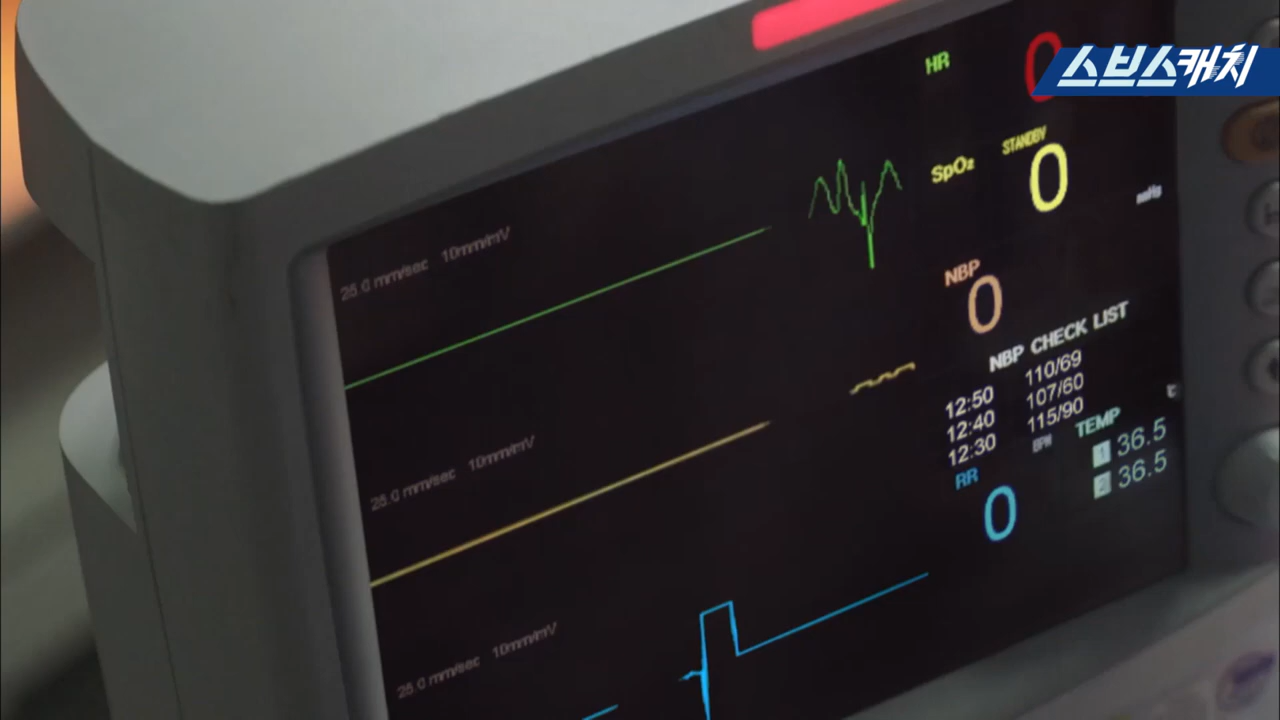 스브스캐치
HR 0
25.0 mm/sec 10mm/mV
SpO₂ STANDBY 0
mmHg
NBP 0
NBP CHECK LIST
12:50 110/69
12:40 107/60
12:30 115/90
BPM
TEMP
1 36.5
2 36.5
℃
RR 0
25.0 mm/sec 10mm/mV
25.0 mm/sec 10mm/mV